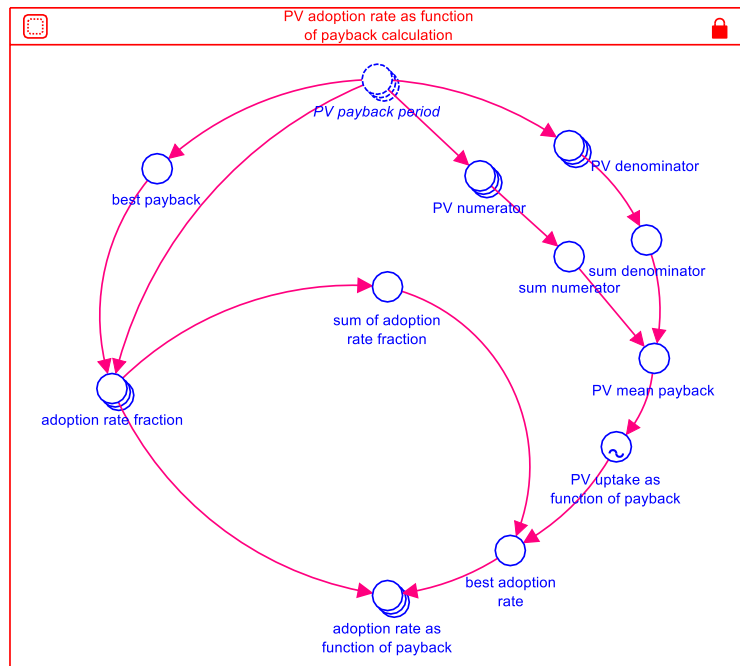 PV adoption rate as function
of payback calculation
PV payback period
PV denominator
best payback
PV numerator
sum denominator
sum numerator
sum of adoption
rate fraction
PV mean payback
adoption rate fraction
PV uptake as
function of payback
best adoption
rate
adoption rate as
function of payback